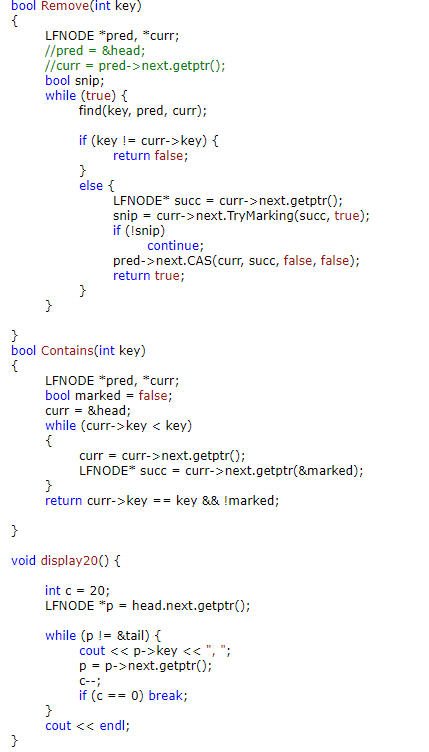 bool Remove(int key)
{
LFNODE *pred, *curr;
//pred = &head;
//curr = pred->next.getptr();
bool snip;
while (true) {
find(key, pred, curr);
if (key != curr->key) {
return false;
}
else {
LFNODE* succ = curr->next.getptr();
snip = curr->next.TryMarking(succ, true);
if (!snip)
continue;
pred->next.CAS(curr, succ, false, false);
return true;
}
}
}
bool Contains(int key)
{
LFNODE *pred, *curr;
bool marked = false;
curr = &head;
while (curr->key < key)
{
curr = curr->next.getptr();
LFNODE* succ = curr->next.getptr(&marked);
}
return curr->key == key && !marked;
}
void display20() {
int c = 20;
LFNODE *p = head.next.getptr();
while (p != &tail) {
cout << p->key << ", ";
p = p->next.getptr();
c--;
if (c == 0) break;
}
cout << endl;
}